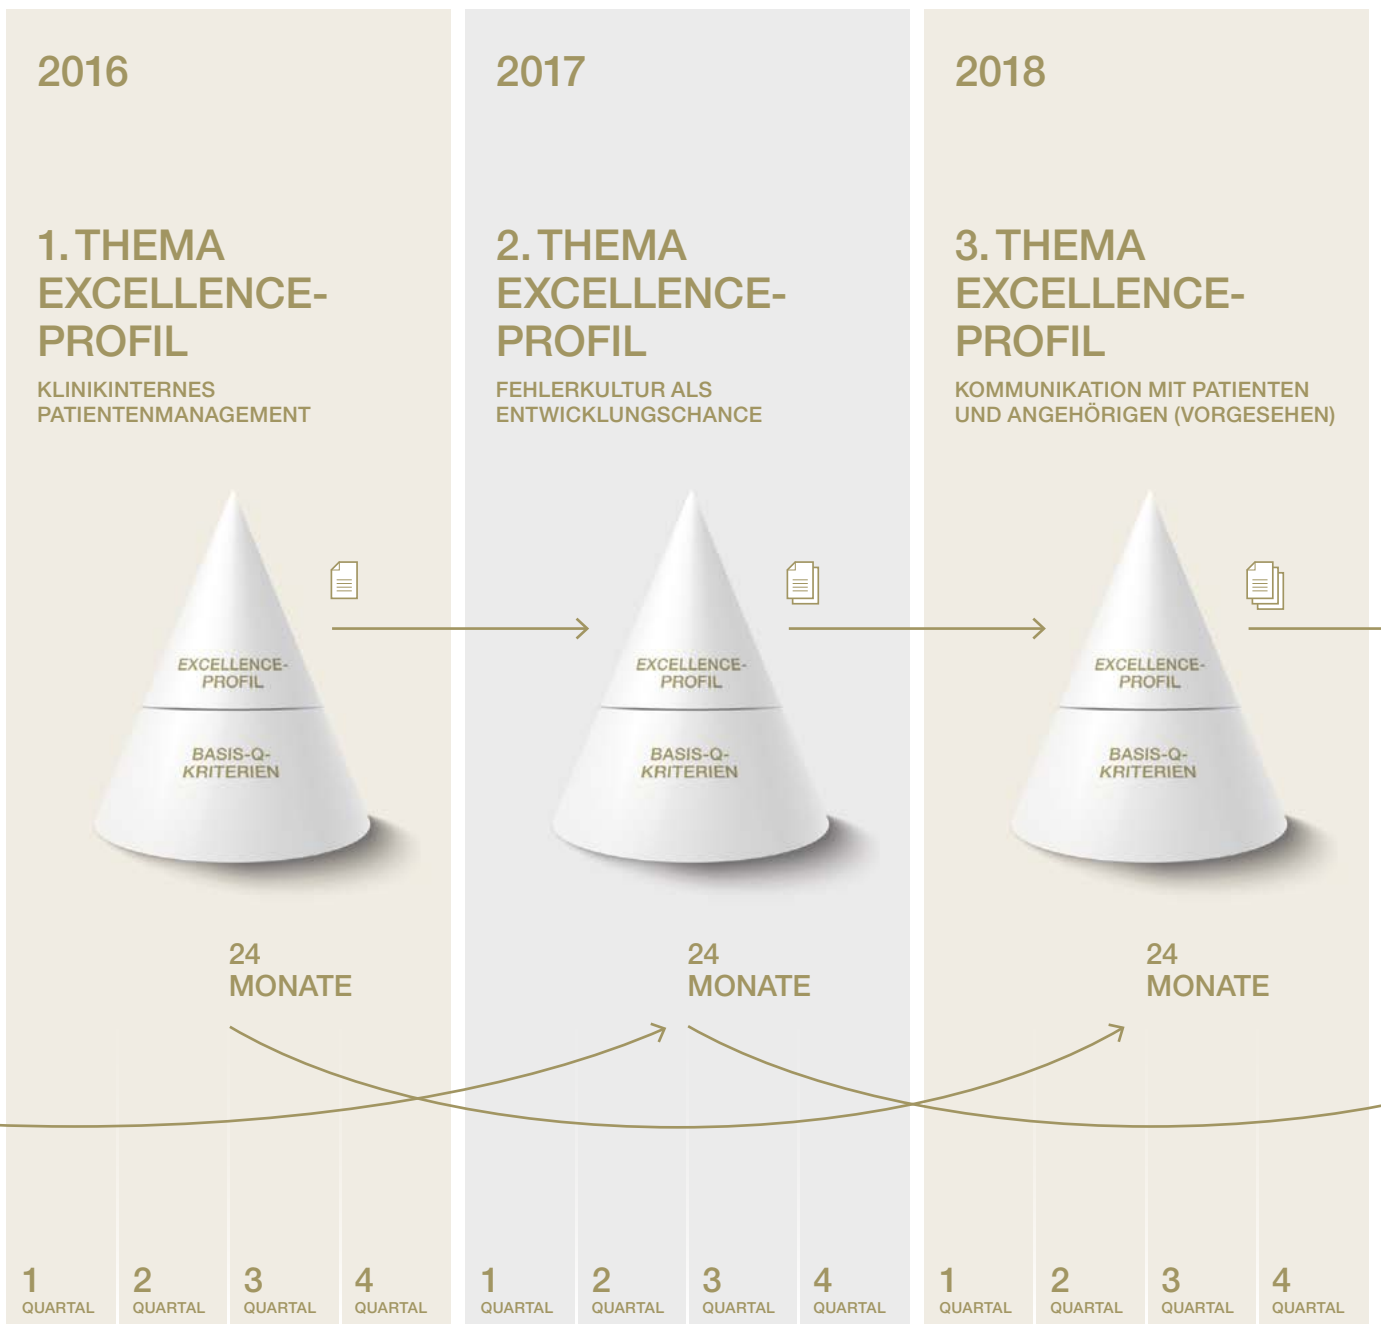 2016
1. THEMA
EXCELLENCE-
PROFIL
KLINIKINTERNES
PATIENTENMANAGEMENT
EXCELLENCE-
PROFIL
BASIS-Q-
KRITERIEN
24
MONATE
1
QUARTAL
2
QUARTAL
3
QUARTAL
4
QUARTAL
2017
2. THEMA
EXCELLENCE-
PROFIL
FEHLERKULTUR ALS
ENTWICKLUNGSCHANCE
EXCELLENCE-
PROFIL
BASIS-Q-
KRITERIEN
24
MONATE
1
QUARTAL
2
QUARTAL
3
QUARTAL
4
QUARTAL
2018
3. THEMA
EXCELLENCE-
PROFIL
KOMMUNIKATION MIT PATIENTEN
UND ANGEHÖRIGEN (VORGESEHEN)
EXCELLENCE-
PROFIL
BASIS-Q-
KRITERIEN
24
MONATE
1
QUARTAL
2
QUARTAL
3
QUARTAL
4
QUARTAL